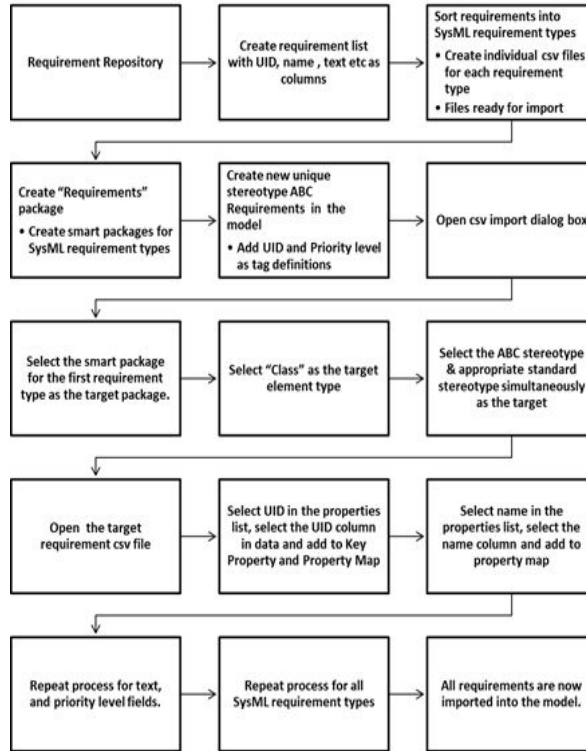 Requirement Repository
Create requirement list
with UID, name , text etc as
columns
Sort requirements into
SysML requirement types
• Create individual csv files
for each requirement
type
• Files ready for import
Create “Requirements”
package
• Create smart packages for
SysML requirement types
Create new unique
stereotype ABC
Requirements in the
model
• Add UID and Priority level
as tag definitions
Open csv import dialog box
Select the smart package
for the first requirement
type as the target package.
Select “Class” as the target
element type
Select the ABC stereotype
& appropriate standard
stereotype simultaneously
as the target
Open the target
requirement csv file
Select UID in the properties
list, select the UID column
in data and add to Key
Property and Property Map
Select name in the
properties list, select the
name column and add to
property map
Repeat process for text,
and priority level fields.
Repeat process for all
SysML requirement types
All requirements are now
imported into the model.